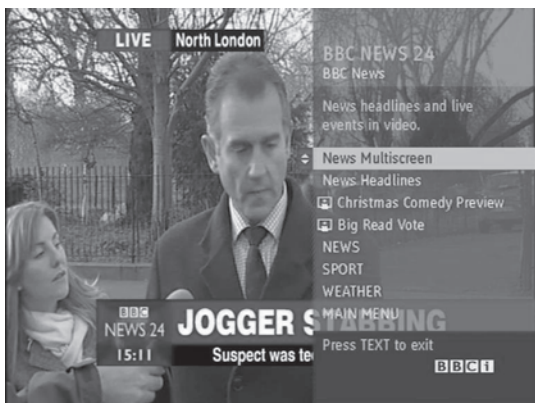 LIVE North London
BBC NEWS 24
BBC News
News headlines and live
events in video.
News Multiscreen
News Headlines
Christmas Comedy Preview
Big Read Vote
NEWS
SPORT
WEATHER
MAIN MENU
Press TEXT to exit
BBCi
BBC
NEWS 24
15:11
JOGGER STABBING
Suspect was